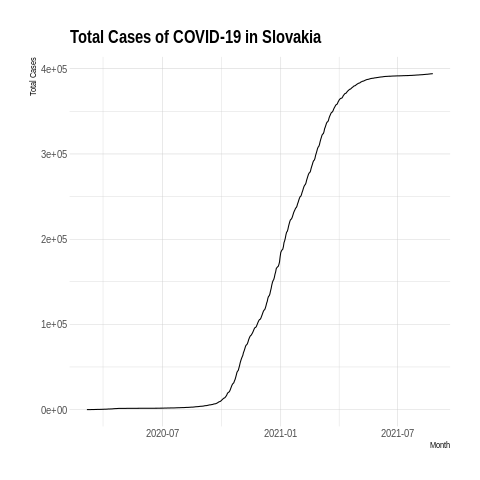 Total Cases of COVID-19 in Slovakia
Total Cases
4e+05
3e+05
2e+05
1e+05
0e+00
2020-07
2021-01
2021-07
Month